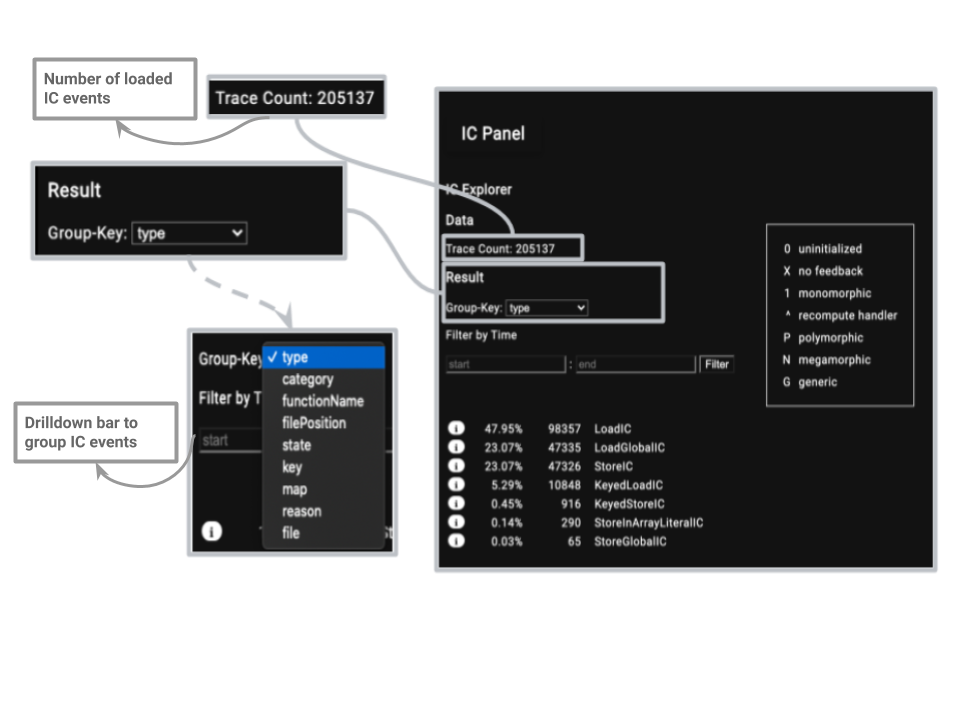 Number of loaded
IC events
Trace Count: 205137
Result
Group-Key: type
Group-Key
✓ type
category
functionName
filePosition
state
key
map
reason
file
Filter by T
start
Drilldown bar to
group IC events
IC Panel
IC Explorer
Data
Trace Count: 205137
Result
Group-Key: type
Filter by Time
start : end Filter
0 uninitialized
X no feedback
1 monomorphic
^ recompute handler
P polymorphic
N megamorphic
G generic
47.95% 98357 LoadIC
23.07% 47335 LoadGlobalIC
23.07% 47326 StoreIC
5.29% 10848 KeyedLoadIC
0.45% 916 KeyedStoreIC
0.14% 290 StoreInArrayLiteralIC
0.03% 65 StoreGlobalIC